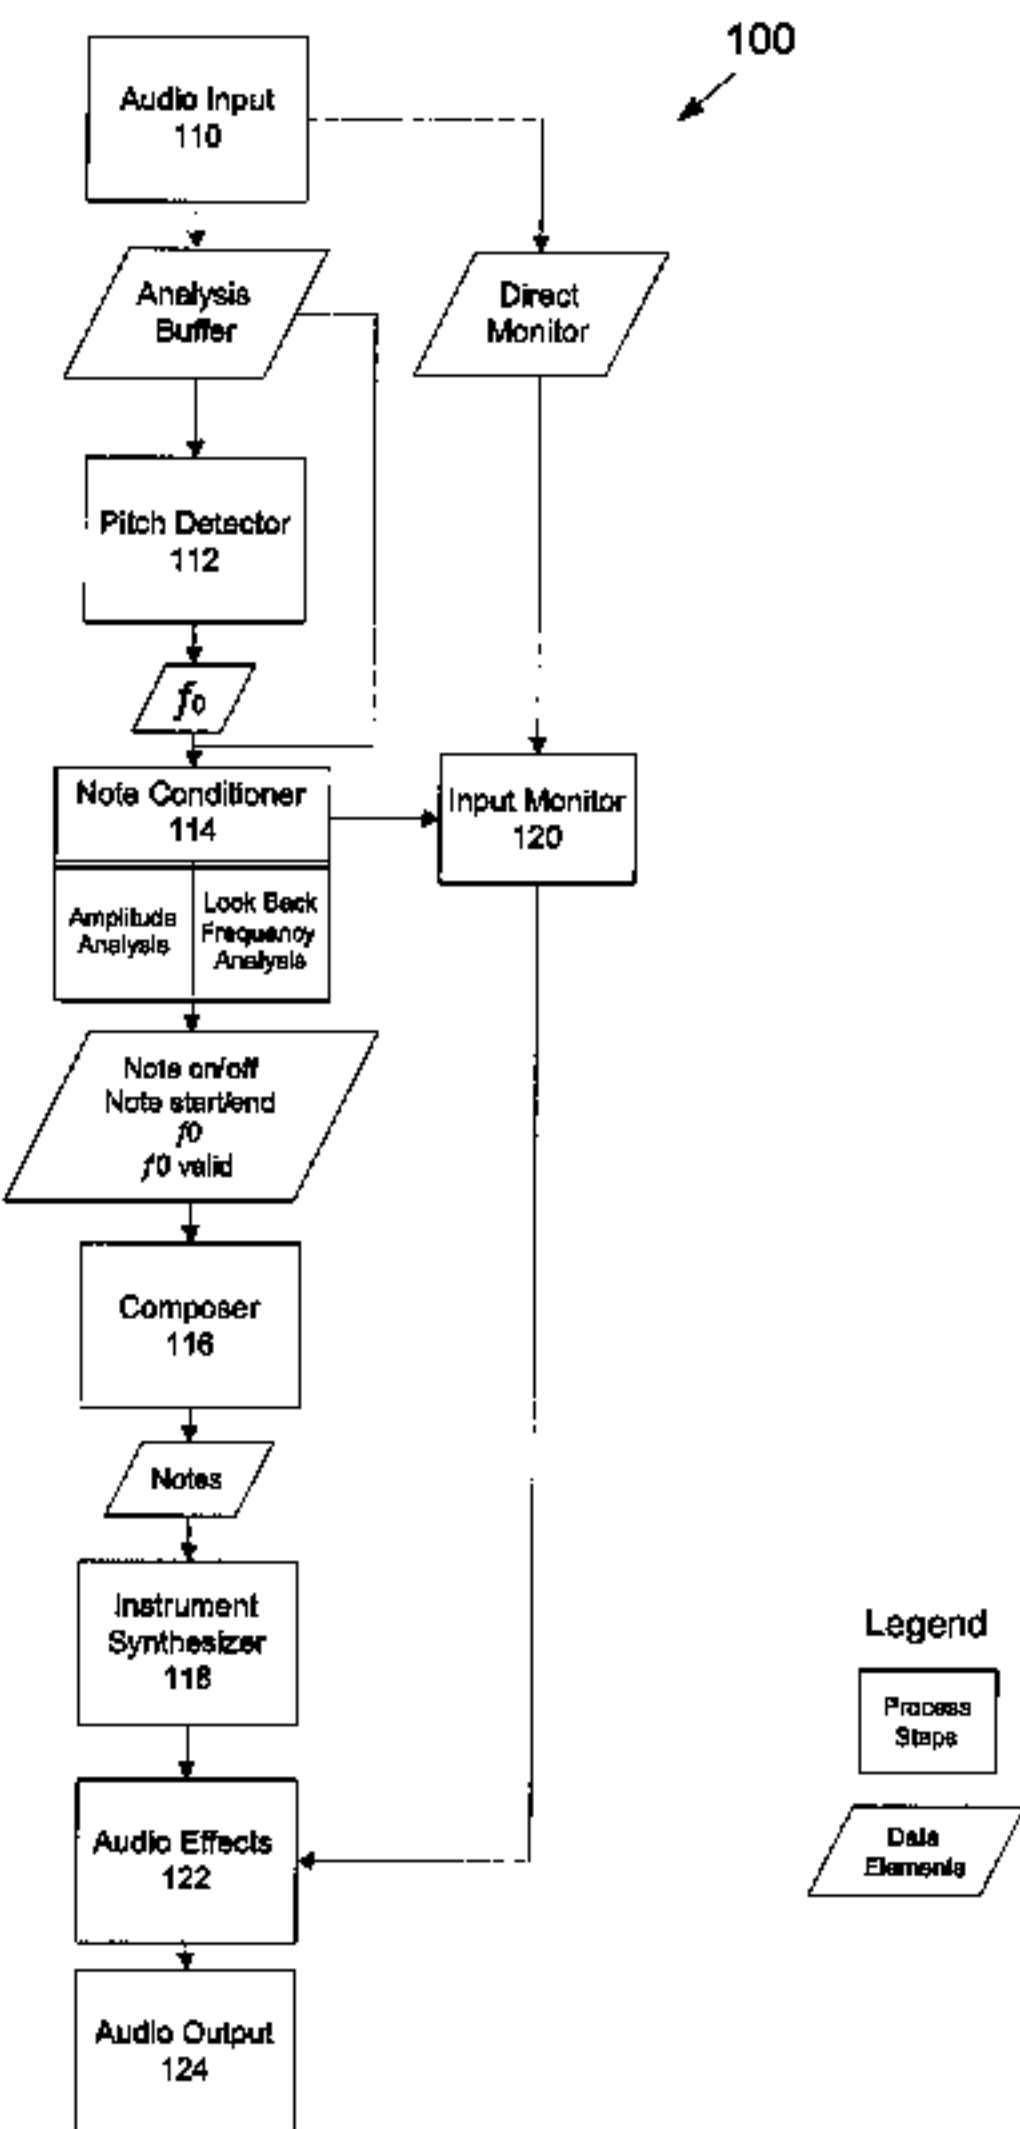 100
Audio Input
110
Analysis
Buffer
Direct
Monitor
Pitch Detector
112
f0
Note Conditioner
114
Input Monitor
120
Amplitude
Analysis
Look Back
Frequency
Analysis
Note on/off
Note start/end
f0
f0 valid
Composer
116
Notes
Instrument
Synthesizer
118
Legend
Process
Steps
Data
Elements
Audio Effects
122
Audio Output
124